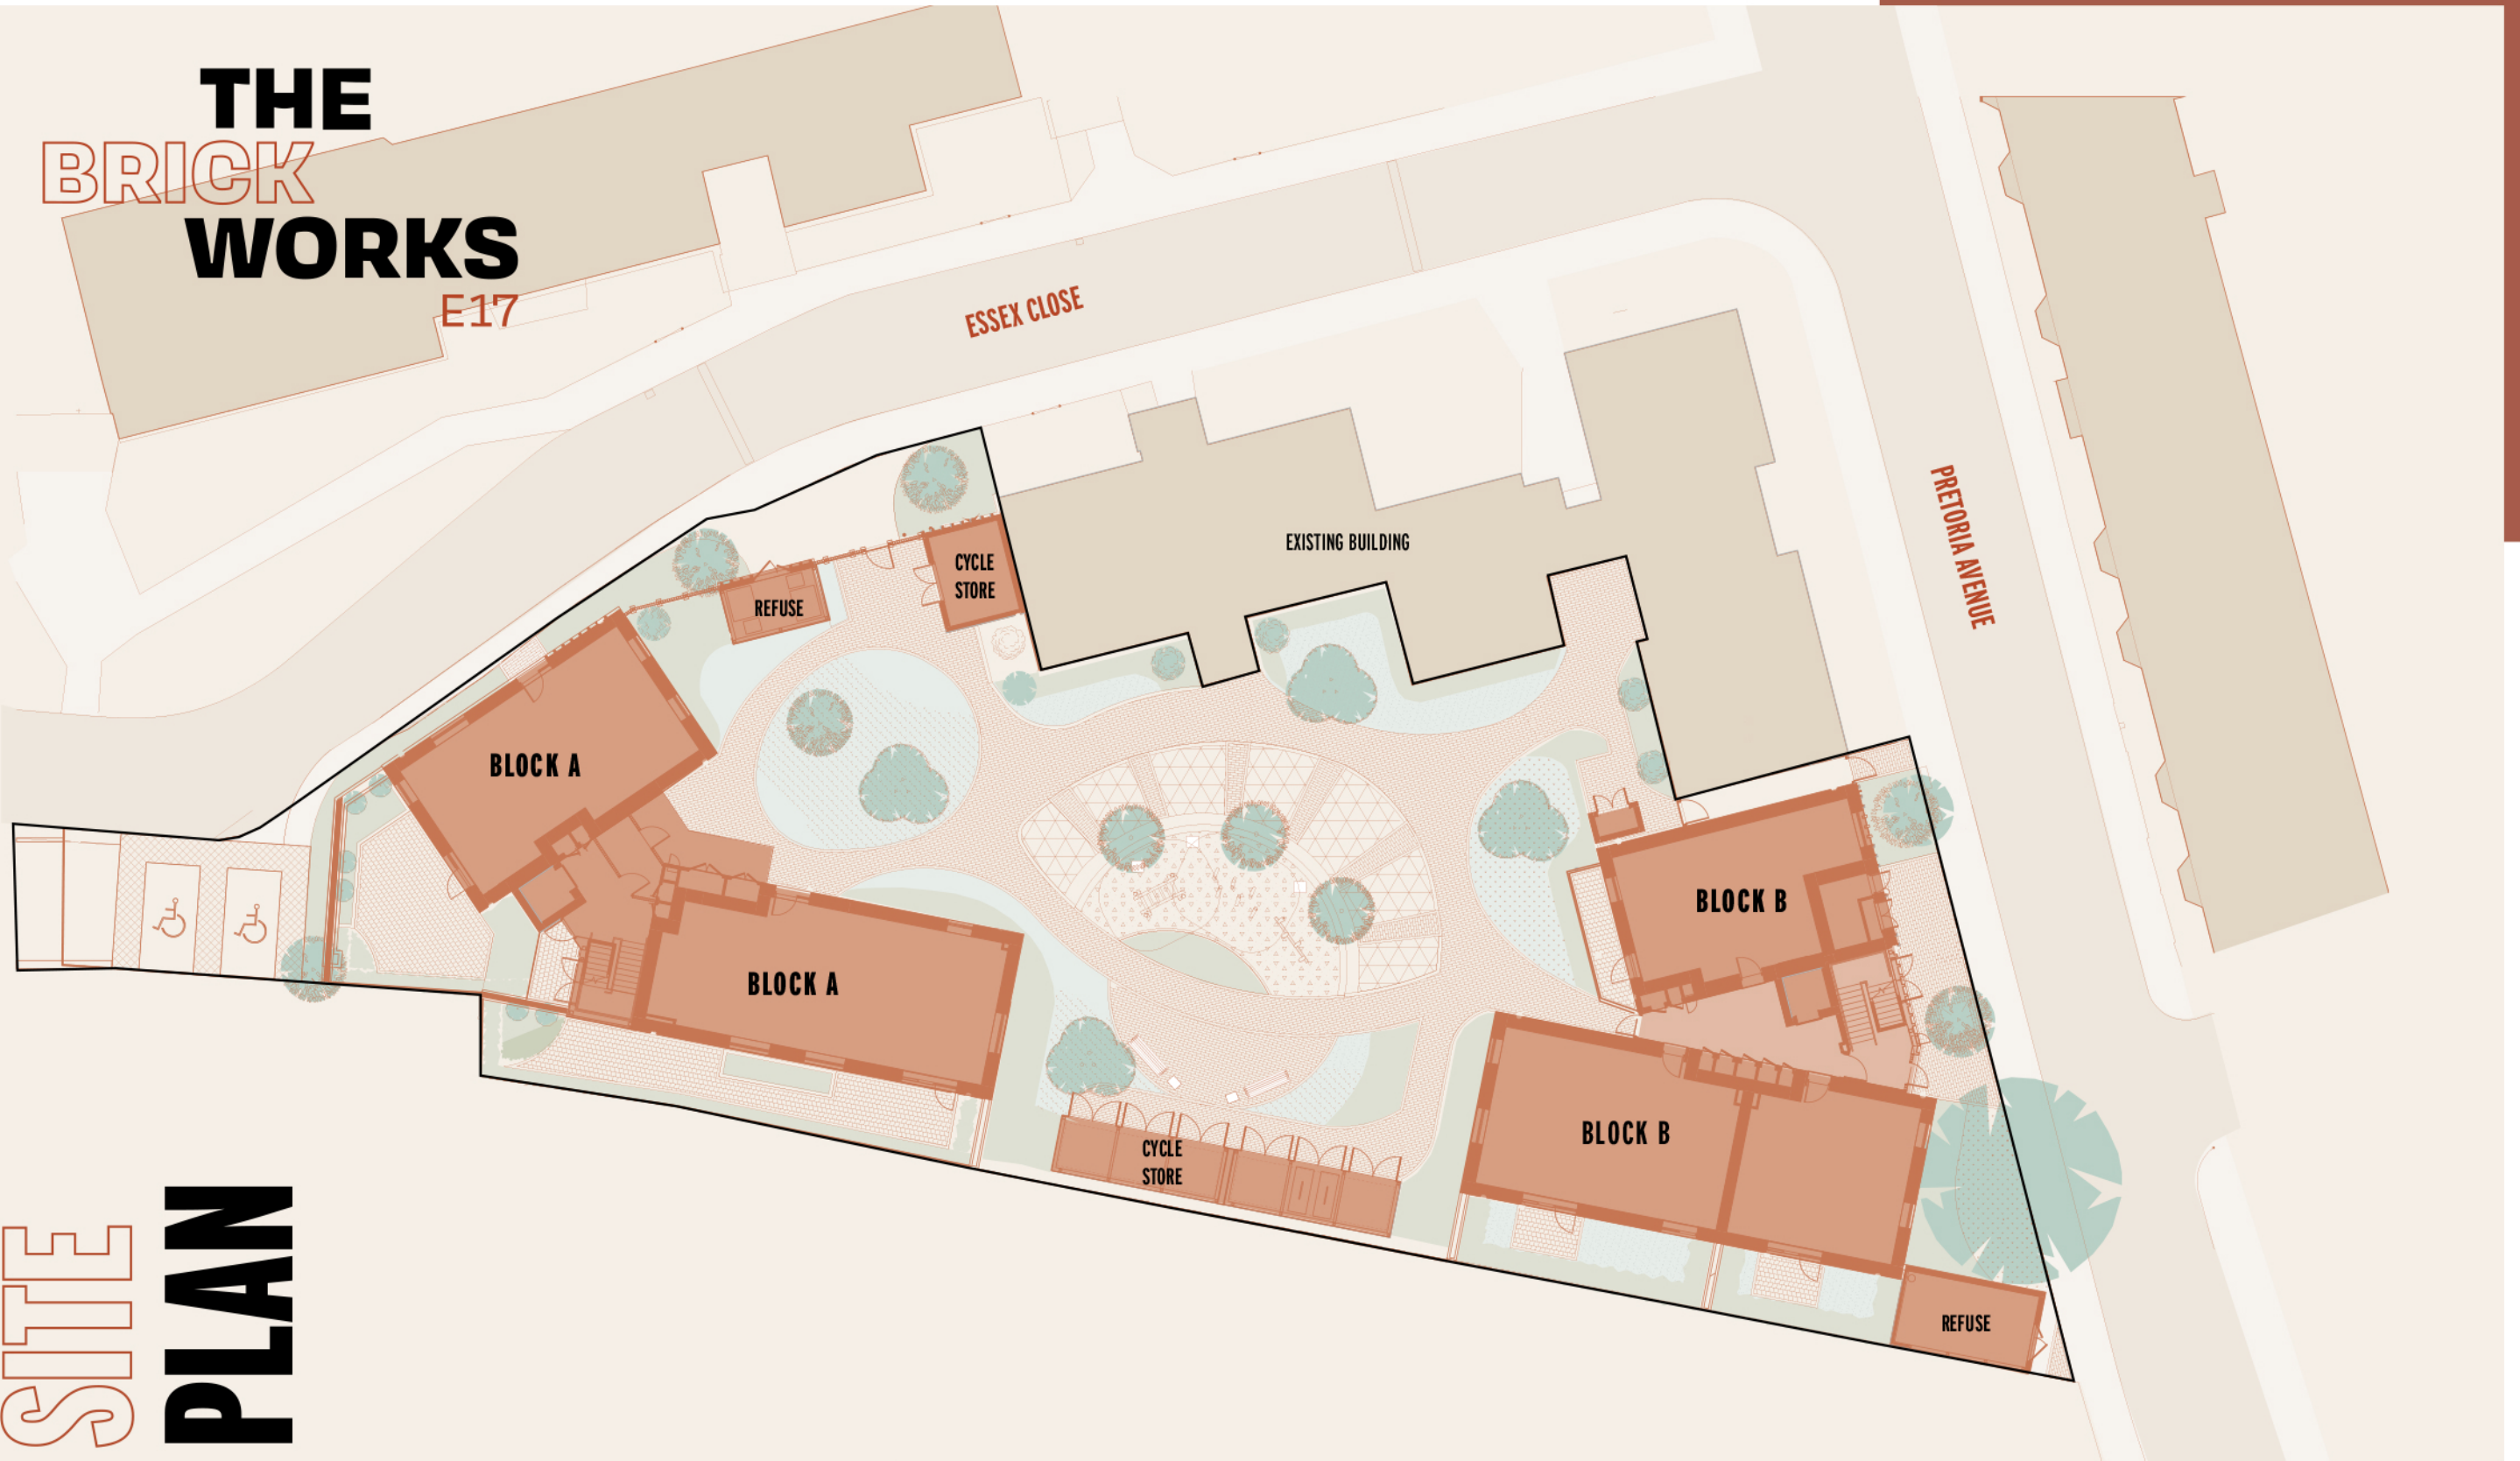 THE
BRICK
WORKS
E17
ESSEX CLOSE
PRETORIA AVENUE
EXISTING BUILDING
CYCLE
STORE
REFUSE
BLOCK A
BLOCK A
BLOCK B
BLOCK B
CYCLE
STORE
REFUSE
SITE
PLAN